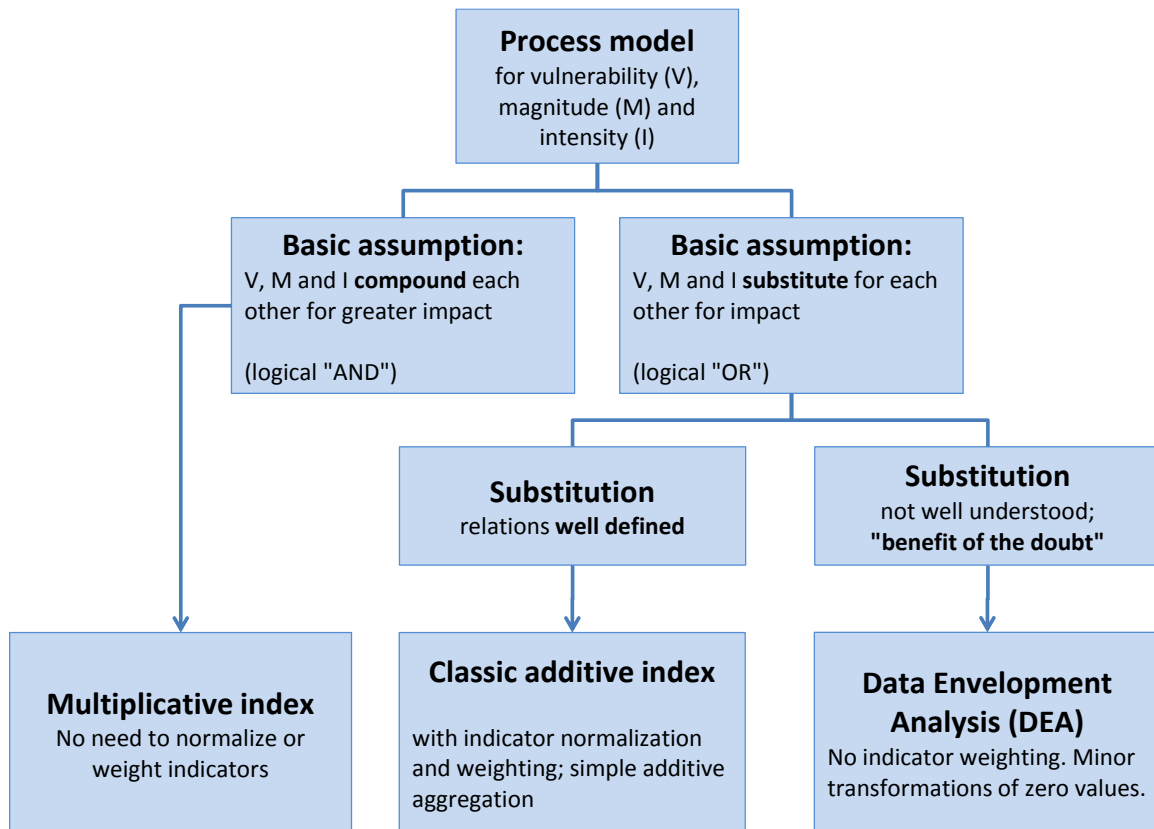 Process model
for vulnerability (V),
magnitude (M) and
intensity (I)
Basic assumption:
V, M and I compound each
other for greater impact
(logical "AND")
Basic assumption:
V, M and I substitute for each
other for impact
(logical "OR")
Substitution
relations well defined
Substitution
not well understood;
"benefit of the doubt"
Multiplicative index
No need to normalize or
weight indicators
Classic additive index
with indicator normalization
and weighting; simple additive
aggregation
Data Envelopment
Analysis (DEA)
No indicator weighting. Minor
transformations of zero values.